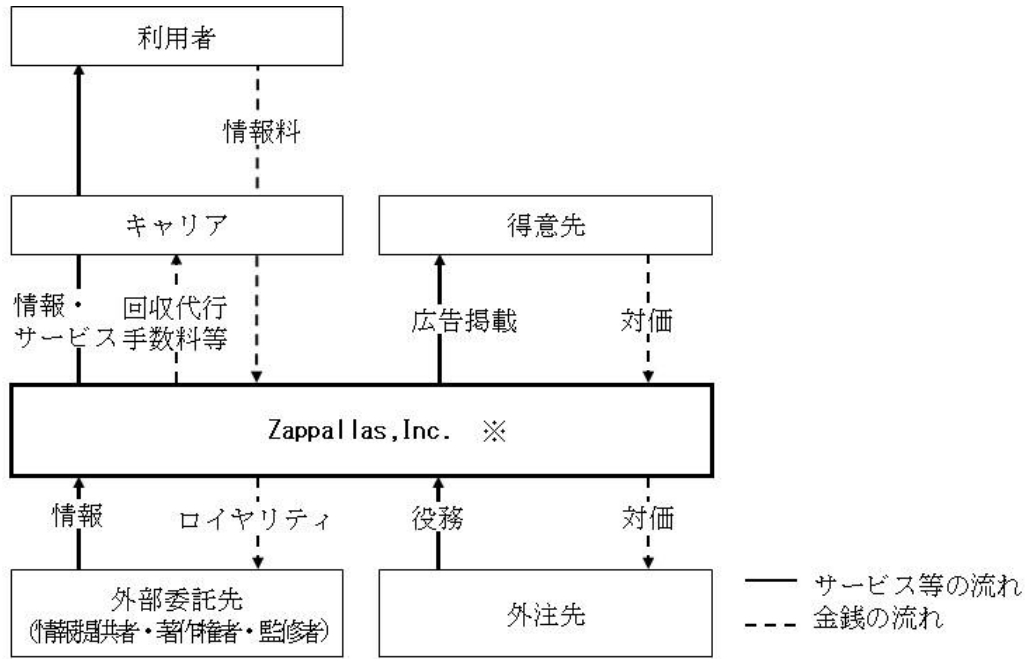 利用者
情報料
キャリア
得意先
情報・
サービス
回収代行
手数料等
広告掲載
対価
Zappallas,Inc. ※
情報
ロイヤリティ
役務
対価
外部委託先
(情報提供者・著作権者・監修者)
外注先
サービス等の流れ
金銭の流れ